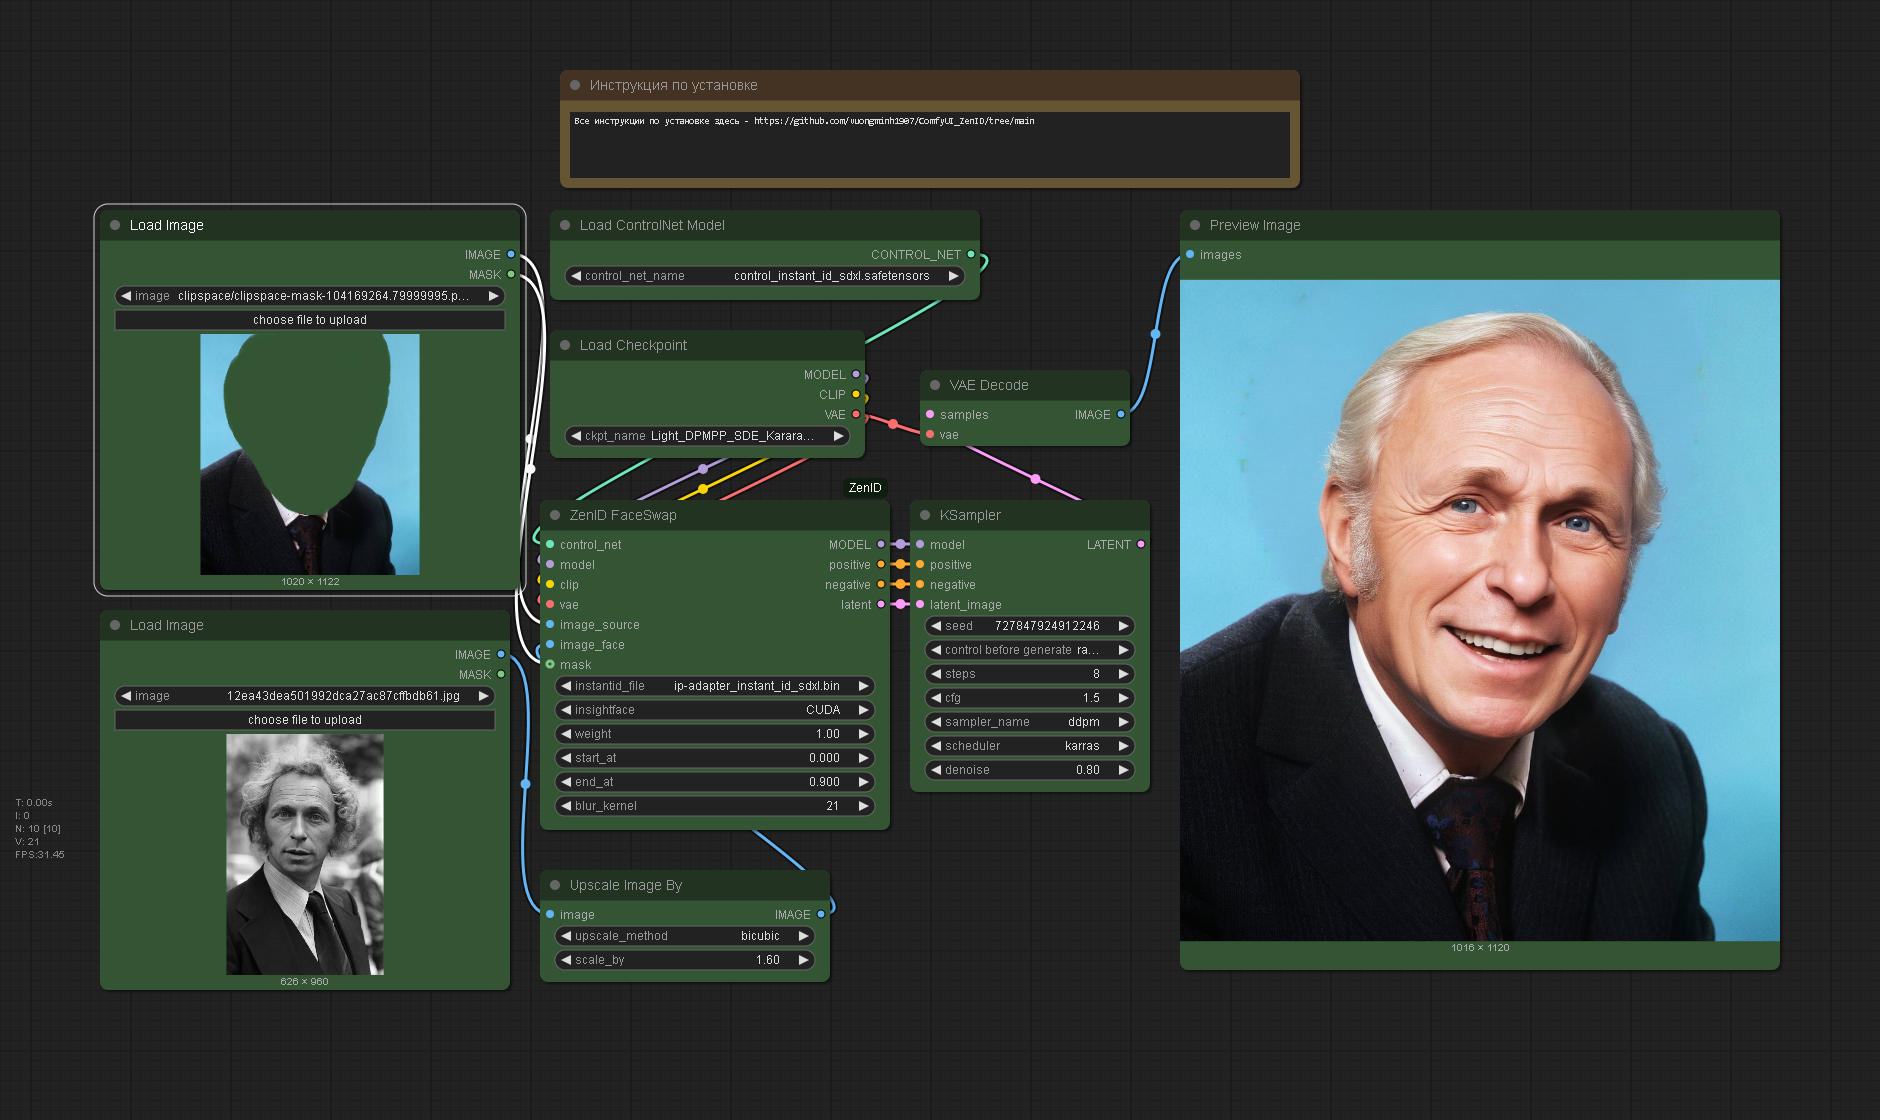 Инструкция по установке
Все инструкции по установке здесь - https://github.com/vuongminh1907/ComfyUI_ZenID/tree/main
Load Image
IMAGE
MASK
image clipspace/clipspace-mask-104169264.79999995.p...
choose file to upload
1020 × 1122
Load Image
IMAGE
MASK
image 12ea43dea501992dca27ac87cffbdb61.jpg
choose file to upload
626 × 960
T: 0.00s
I: 0
N: 10 [10]
V: 21
FPS:31.45
Load ControlNet Model
CONTROL_NET
control_net_name control_instant_id_sdxl.safetensors
Load Checkpoint
MODEL
CLIP
VAE
ckpt_name Light_DPMPP_SDE_Karara...
VAE Decode
samples IMAGE
vae
ZenID
ZenID FaceSwap
control_net MODEL
model positive
clip negative
vae latent
image_source
image_face
mask
instantid_file ip-adapter_instant_id_sdxl.bin
insightface CUDA
weight 1.00
start_at 0.000
end_at 0.900
blur_kernel 21
KSampler
model LATENT
positive
negative
latent_image
seed 727847924912246
control before generate ra...
steps 8
cfg 1.5
sampler_name ddpm
scheduler karras
denoise 0.80
Upscale Image By
image IMAGE
upscale_method bicubic
scale_by 1.60
Preview Image
images
1016 × 1120